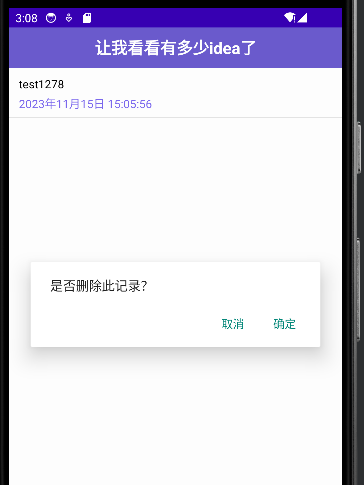 3:08
让我看看有多少idea了
test1278
2023年11月15日 15:05:56
是否删除此记录?
取消 确定